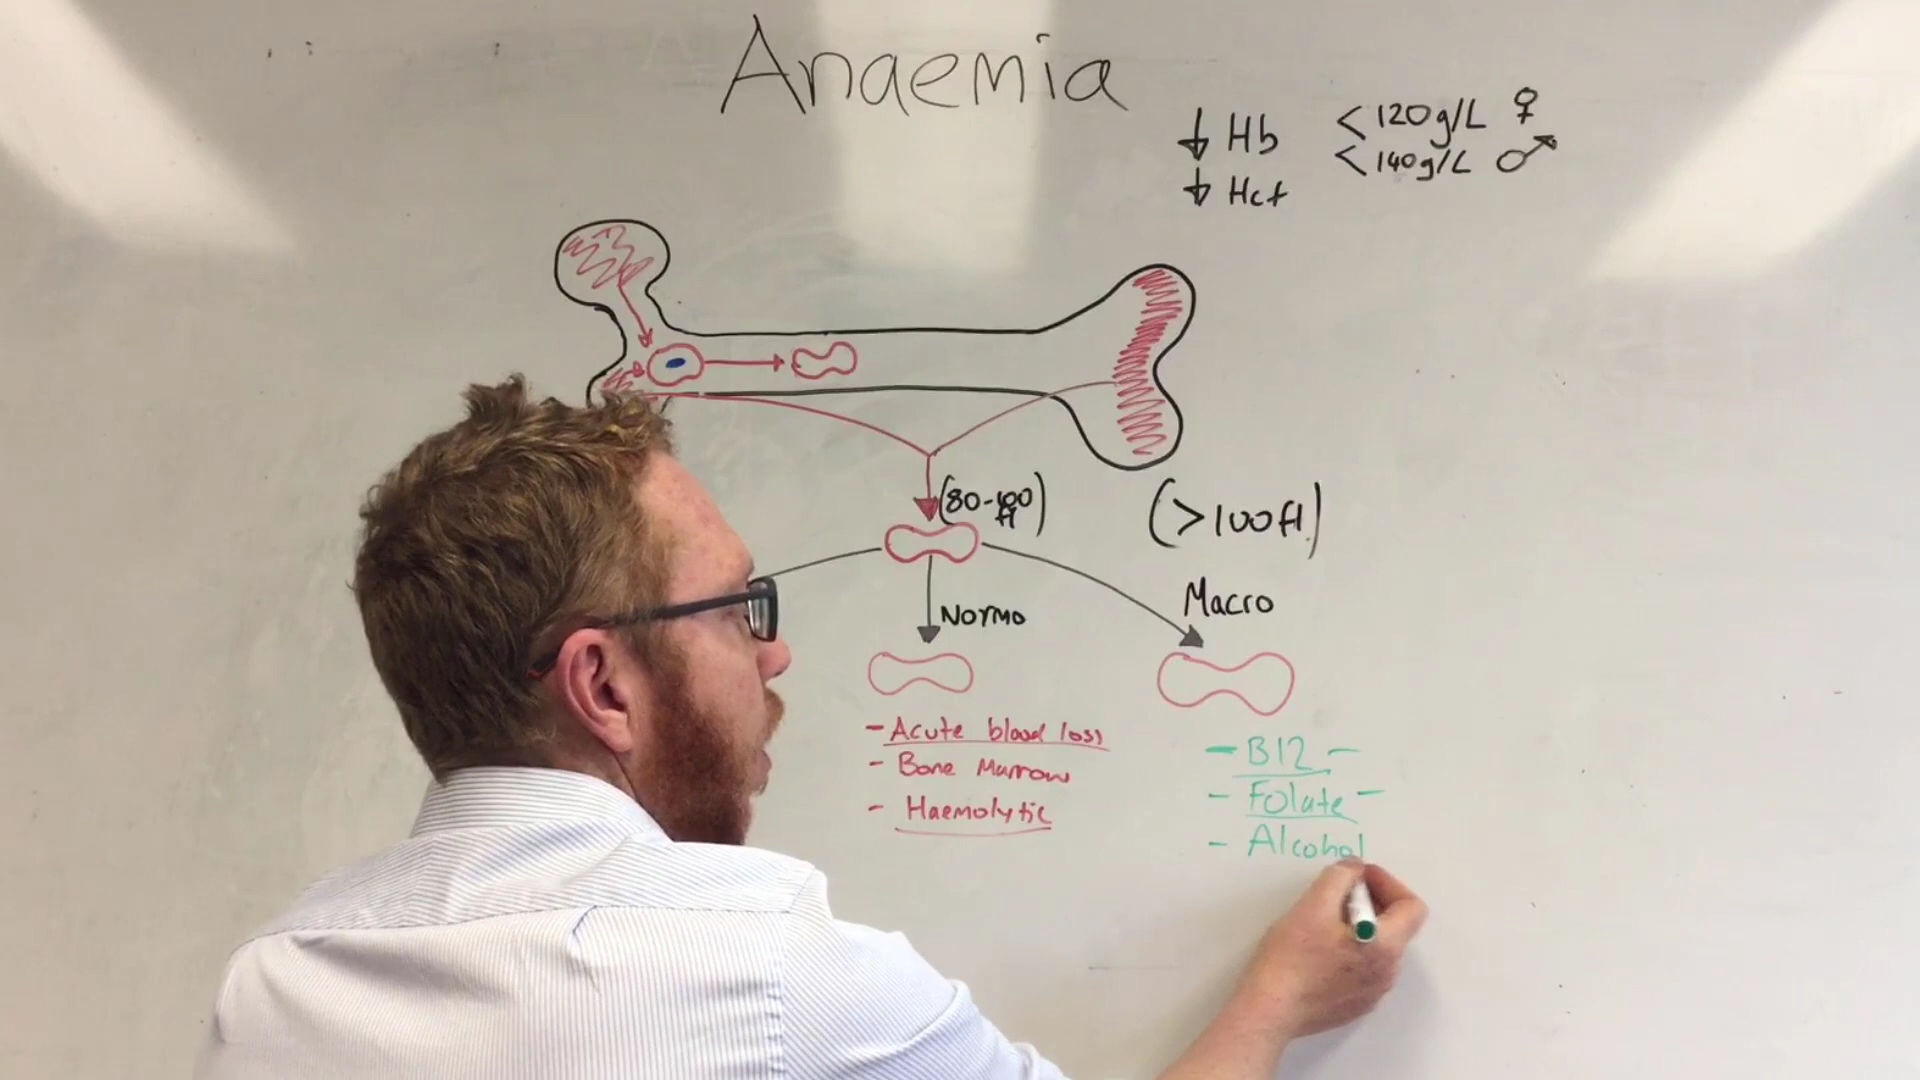 Anaemia
↓ Hb < 120g/L ♀
< 140g/L ♂
↓ Hct
(80-100
fl)
(>100fl)
Normo
Macro
- Acute blood loss
- Bone Marrow
- Haemolytic
- B12 -
- Folate -
- Alcohol